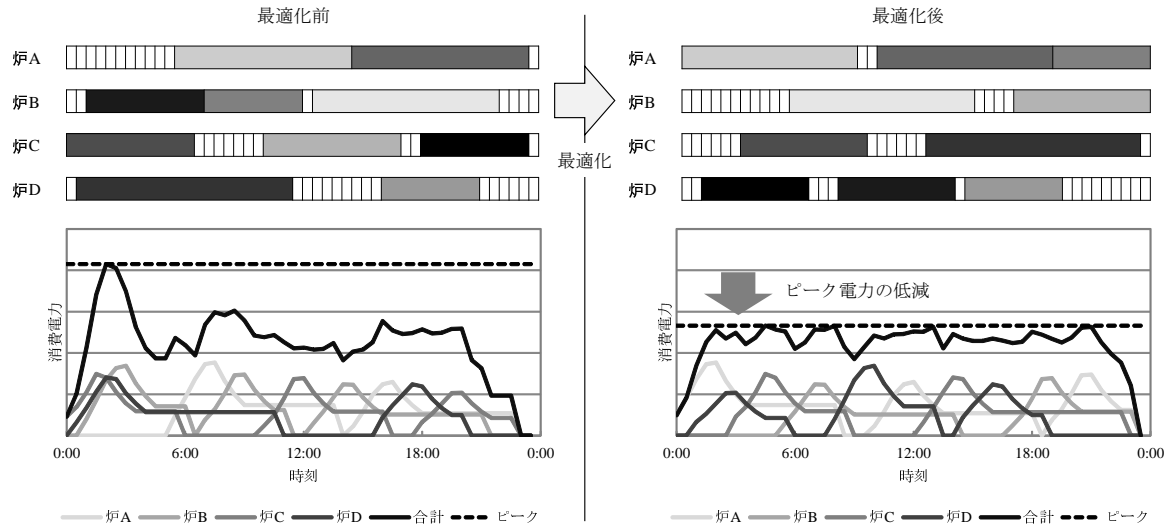 最適化前
炉A
炉B
炉C
炉D
消費電力
0:00 6:00 12:00 18:00 0:00
時刻
炉A 炉B 炉C 炉D 合計 ピーク
最適化
最適化後
炉A
炉B
炉C
炉D
ピーク電力の低減
消費電力
0:00 6:00 12:00 18:00 0:00
時刻
炉A 炉B 炉C 炉D 合計 ピーク